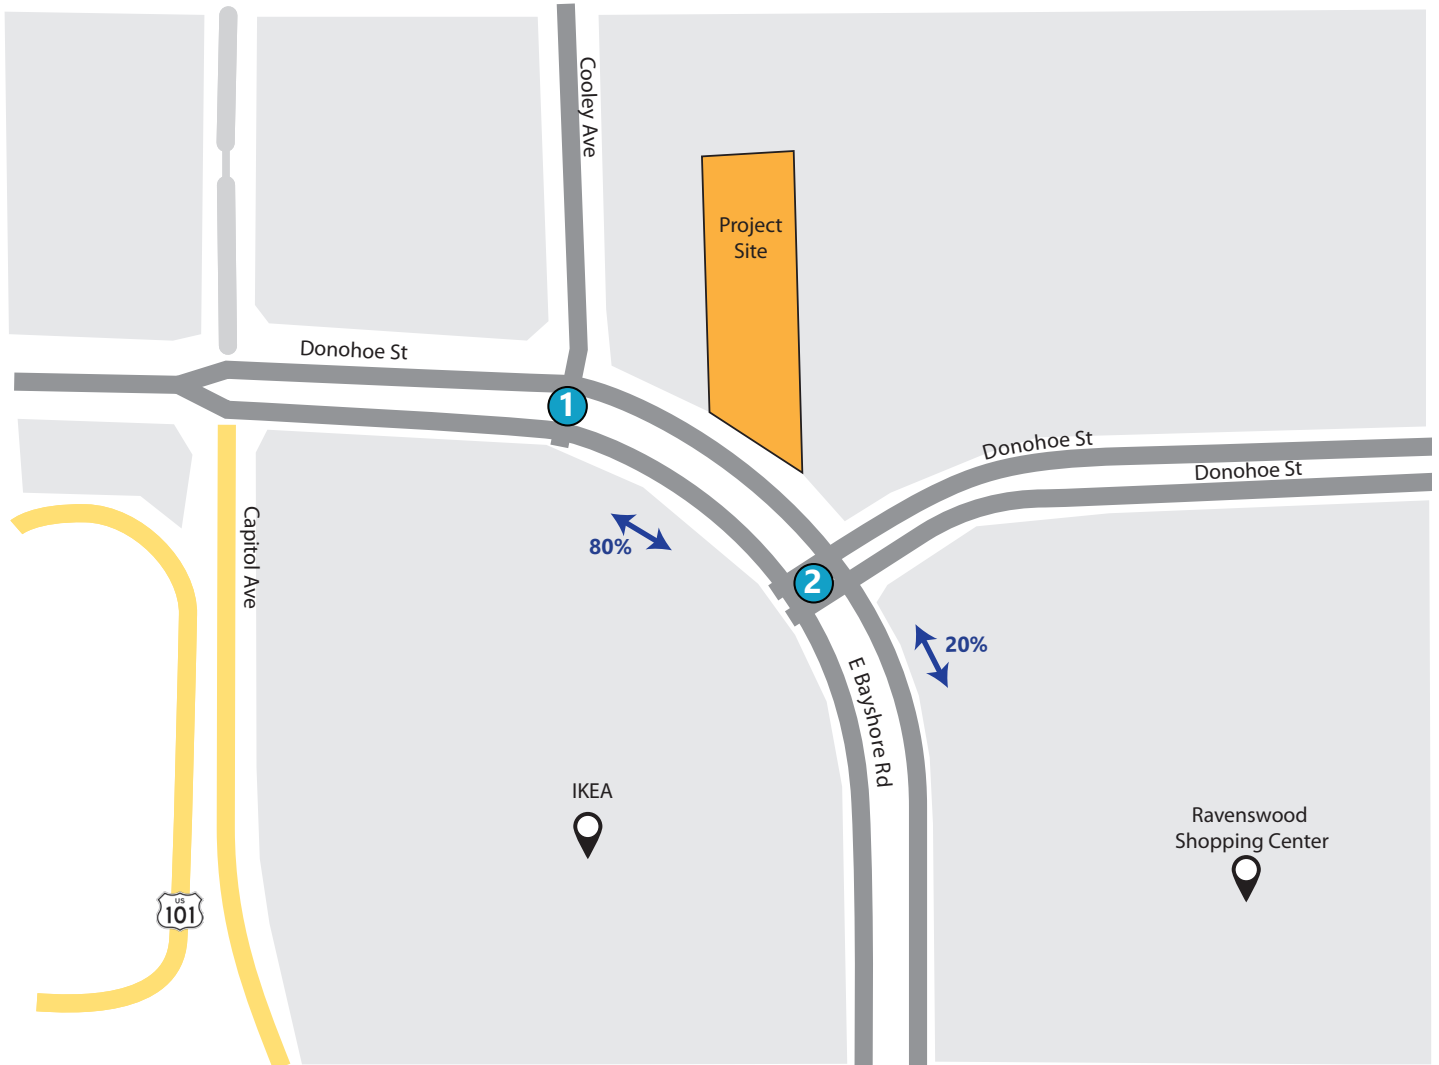 Cooley Ave
Project
Site
Donohoe St
1
Donohoe St
Donohoe St
Capitol Ave
80%
2
20%
E Bayshore Rd
IKEA
Ravenswood
Shopping Center
US
101